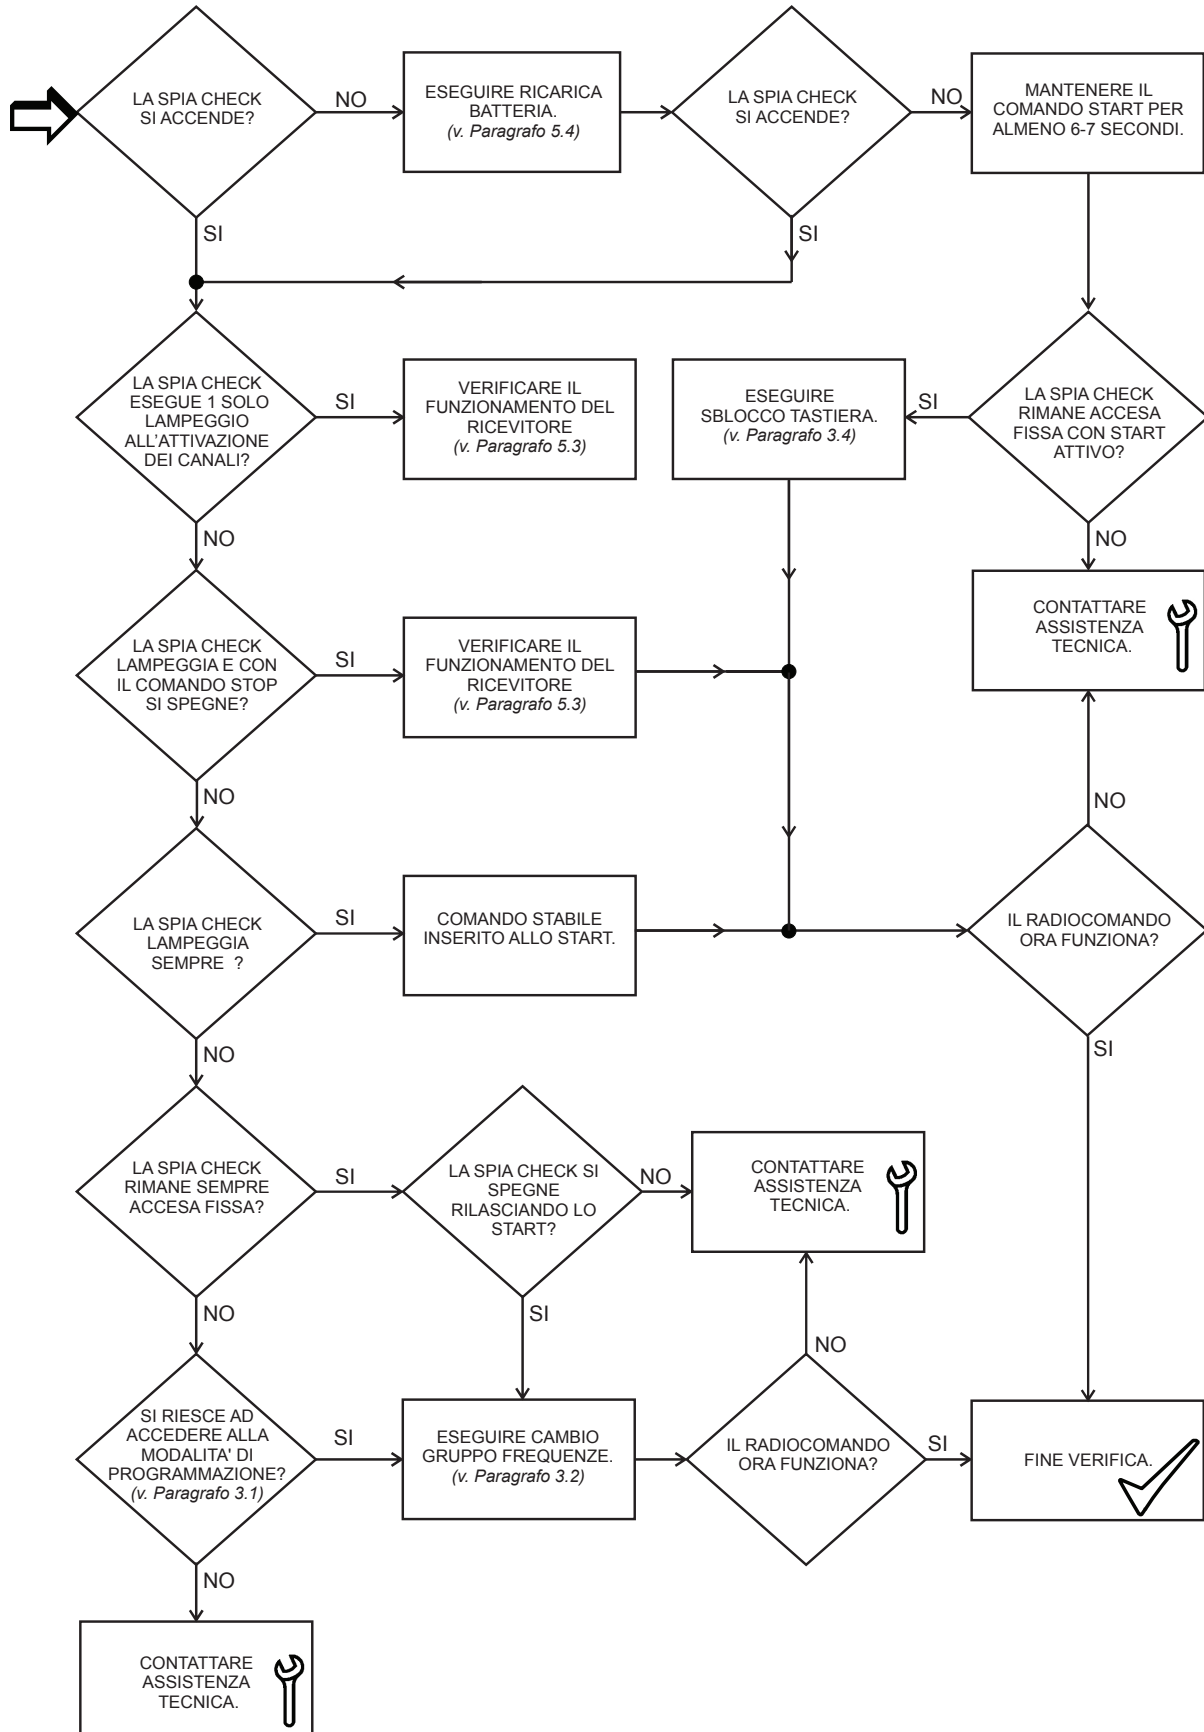 LA SPIA CHECK
SI ACCENDE?
NO
ESEGUIRE RICARICA
BATTERIA.
(v. Paragrafo 5.4)
LA SPIA CHECK
SI ACCENDE?
NO
MANTENERE IL
COMANDO START PER
ALMENO 6-7 SECONDI.
SI
SI
LA SPIA CHECK
ESEGUE 1 SOLO
LAMPEGGIO
ALL'ATTIVAZIONE
DEI CANALI?
SI
VERIFICARE IL
FUNZIONAMENTO DEL
RICEVITORE
(v. Paragrafo 5.3)
ESEGUIRE
SBLOCCO TASTIERA.
(v. Paragrafo 3.4)
SI
LA SPIA CHECK
RIMANE ACCESA
FISSA CON START
ATTIVO?
NO
NO
LA SPIA CHECK
LAMPEGGIA E CON
IL COMANDO STOP
SI SPEGNE?
SI
VERIFICARE IL
FUNZIONAMENTO DEL
RICEVITORE
(v. Paragrafo 5.3)
CONTATTARE
ASSISTENZA
TECNICA.
NO
NO
LA SPIA CHECK
LAMPEGGIA
SEMPRE ?
SI
COMANDO STABILE
INSERITO ALLO START.
IL RADIOCOMANDO
ORA FUNZIONA?
NO
SI
LA SPIA CHECK
RIMANE SEMPRE
ACCESA FISSA?
SI
LA SPIA CHECK SI
SPEGNE
RILASCIANDO LO
START?
NO
CONTATTARE
ASSISTENZA
TECNICA.
NO
SI
NO
SI RIESCE AD
ACCEDERE ALLA
MODALITA' DI
PROGRAMMAZIONE?
(v. Paragrafo 3.1)
SI
ESEGUIRE CAMBIO
GRUPPO FREQUENZE.
(v. Paragrafo 3.2)
IL RADIOCOMANDO
ORA FUNZIONA?
SI
FINE VERIFICA.
NO
CONTATTARE
ASSISTENZA
TECNICA.